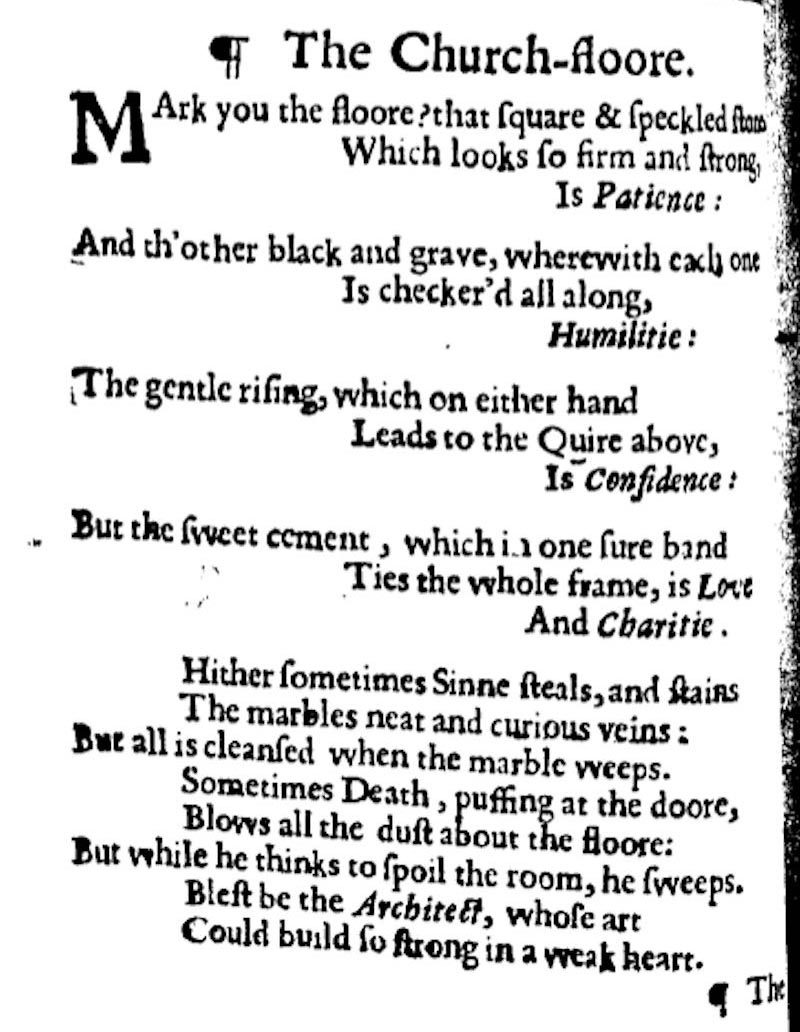 ¶ The Church-floore.
MArk you the floore? that ſquare & ſpeckled ſtone
Which looks ſo firm and ſtrong,
Is Patience:
And th'other black and grave, wherewith each one
Is checker'd all along,
Humilitie:
The gentle riſing, which on either hand
Leads to the Quire above,
Is Confidence:
But the ſweet cement, which in one ſure band
Ties the whole frame, is Love
And Charitie.
Hither ſometimes Sinne ſteals, and ſtains
The marbles neat and curious veins:
But all is cleanſed when the marble weeps.
Sometimes Death, puffing at the doore,
Blows all the duſt about the floore:
But while he thinks to ſpoil the room, he ſweeps.
Bleſt be the Architect, whoſe art
Could build ſo ſtrong in a weak heart.
¶ The